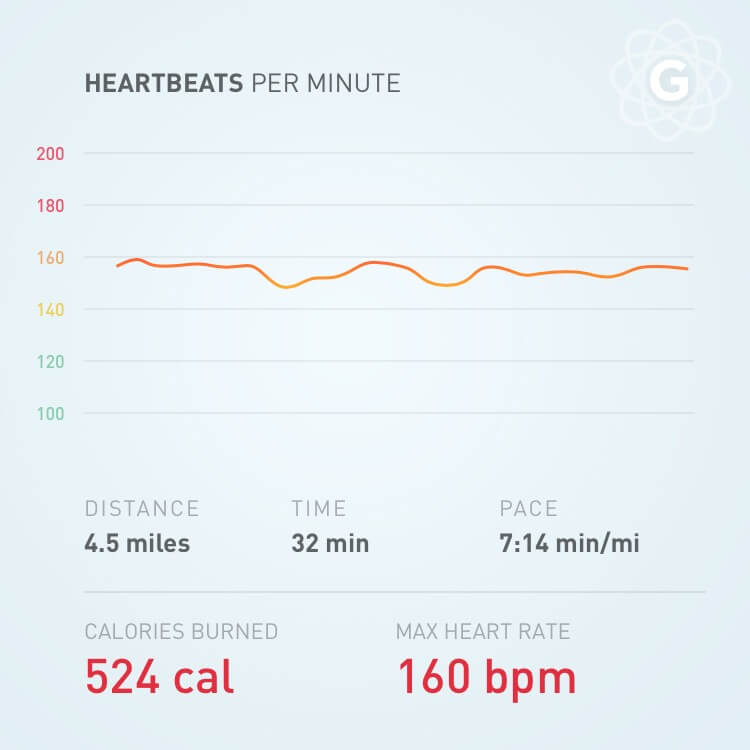 G
HEARTBEATS PER MINUTE
200
180
160
140
120
100
DISTANCE TIME PACE
4.5 miles 32 min 7:14 min/mi
CALORIES BURNED MAX HEART RATE
524 cal 160 bpm